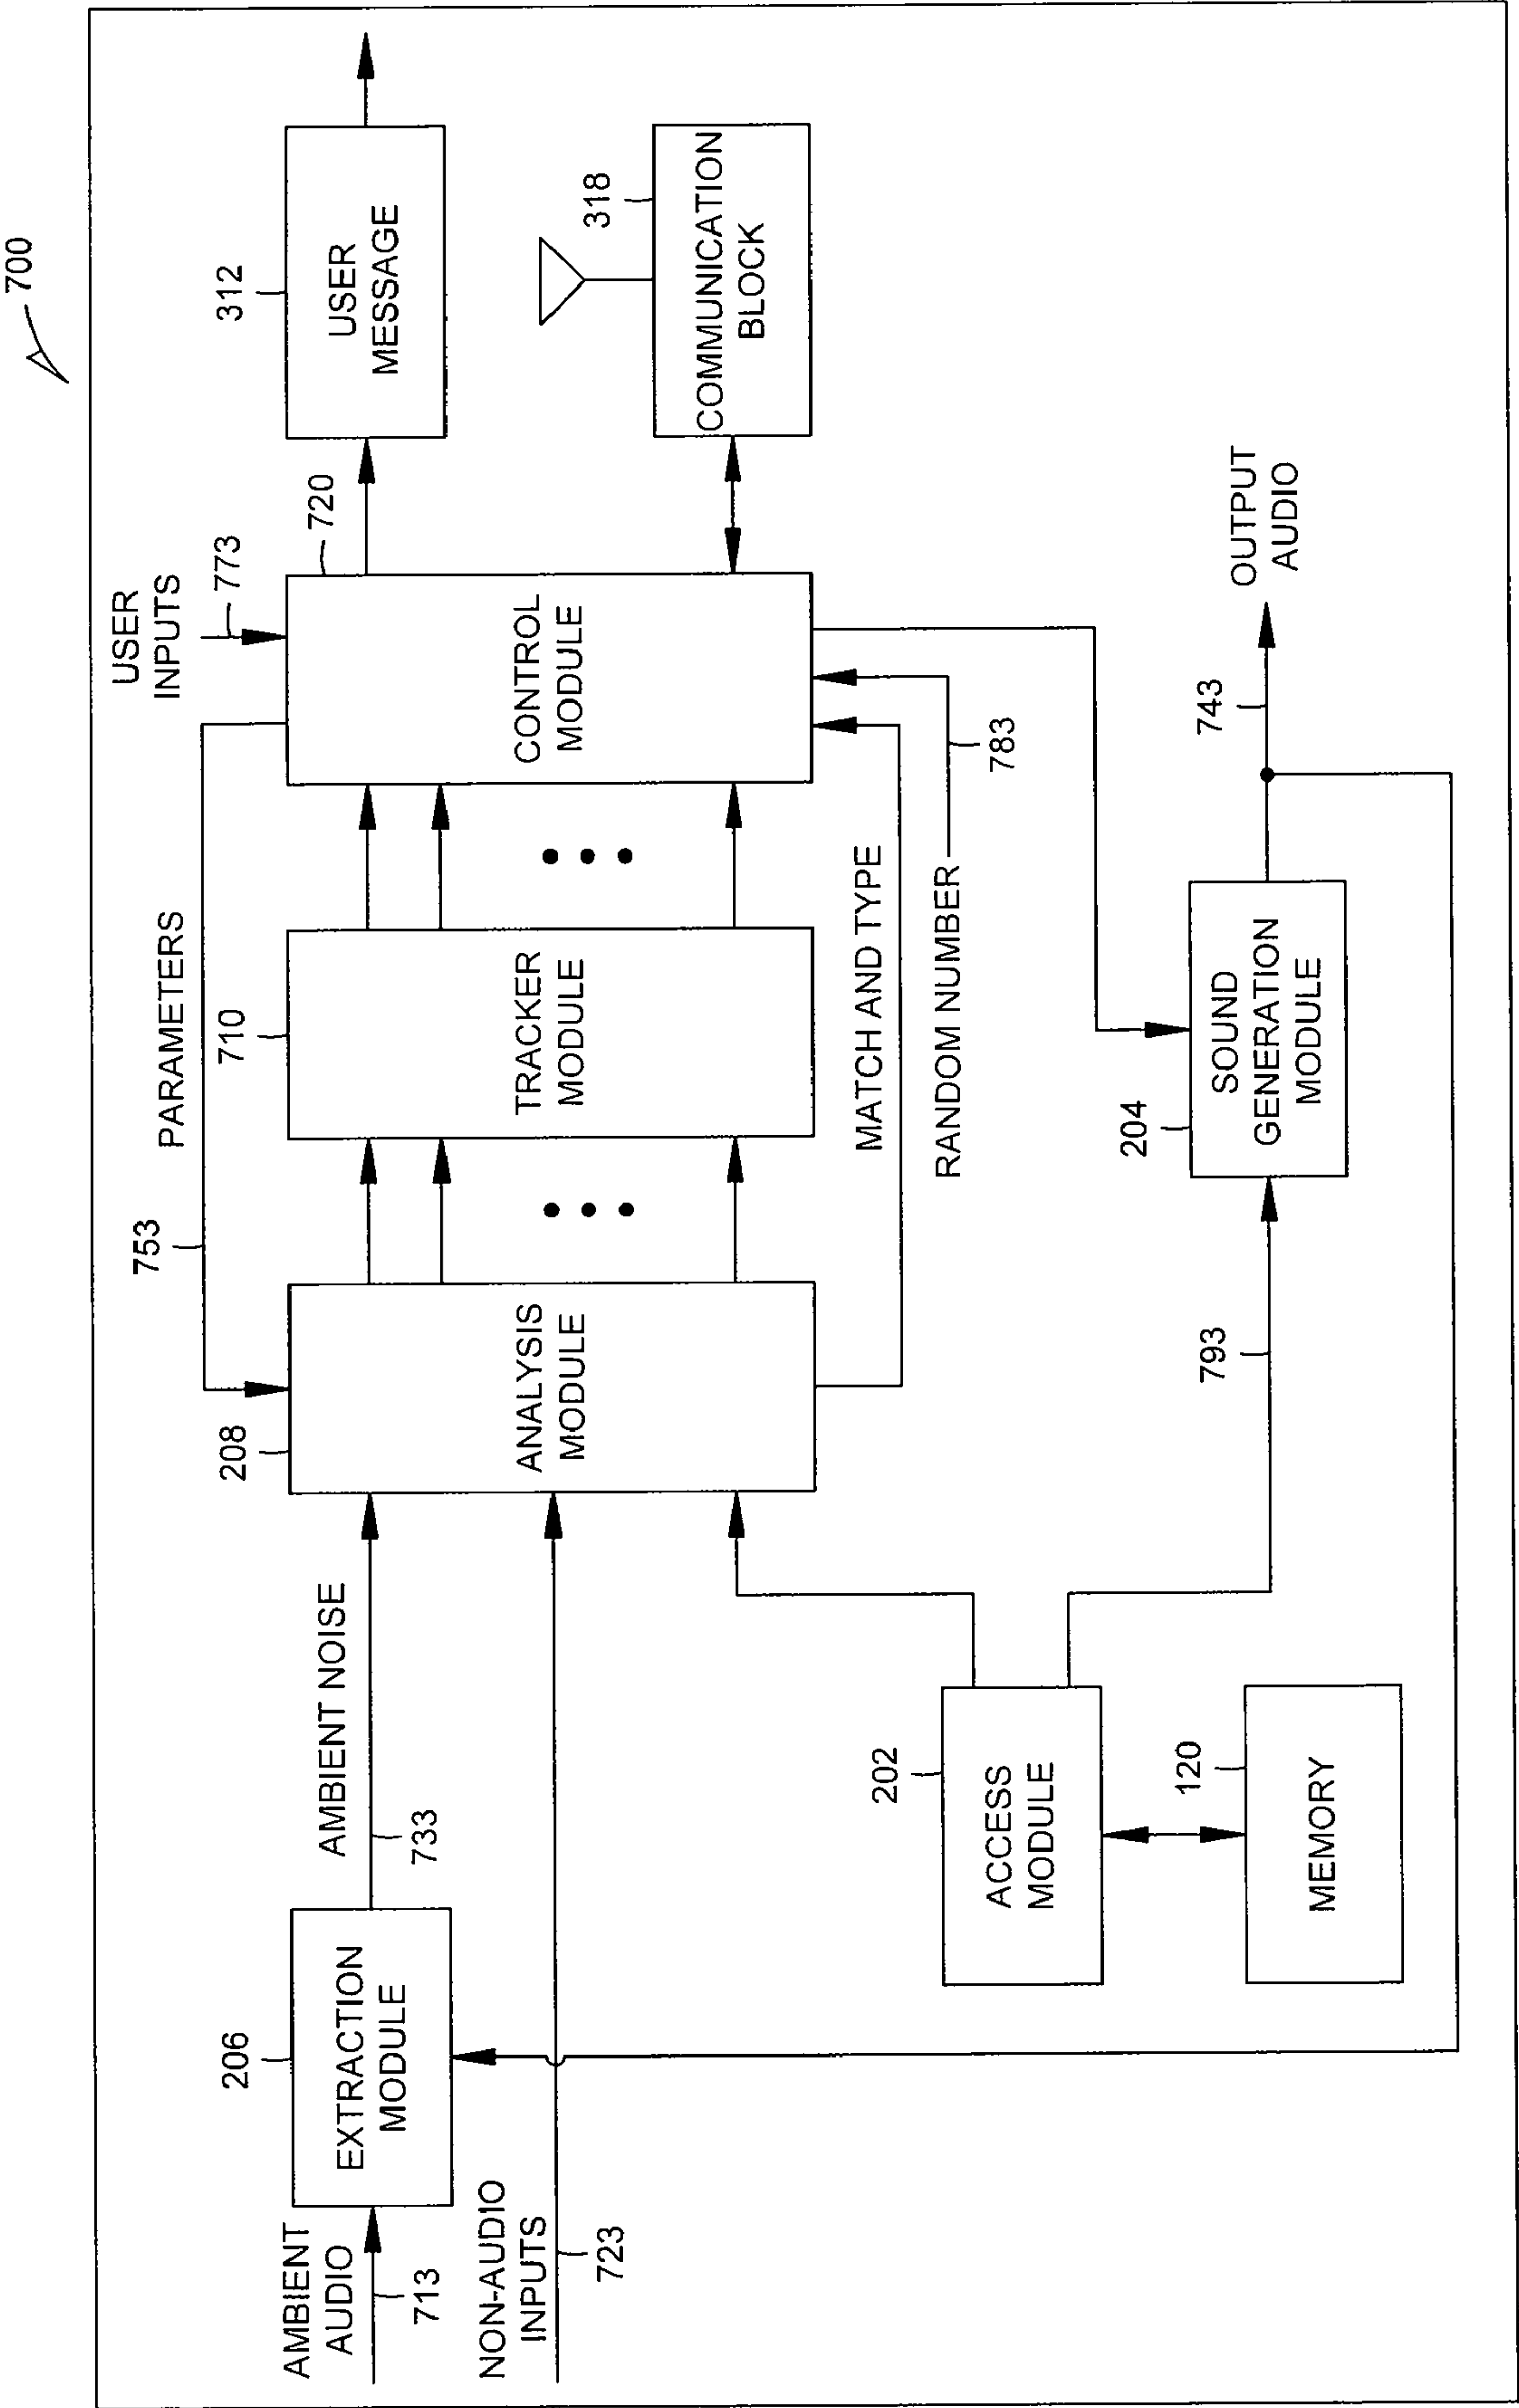 700
USER
INPUTS
773
PARAMETERS
753
312
USER
MESSAGE
720
CONTROL
MODULE
710
TRACKER
MODULE
208
ANALYSIS
MODULE
AMBIENT NOISE
733
206
EXTRACTION
MODULE
AMBIENT
AUDIO
713
NON-AUDIO
INPUTS
723
318
COMMUNICATION
BLOCK
MATCH AND TYPE
RANDOM NUMBER
783
202
ACCESS
MODULE
120
MEMORY
793
204
SOUND
GENERATION
MODULE
743
OUTPUT
AUDIO